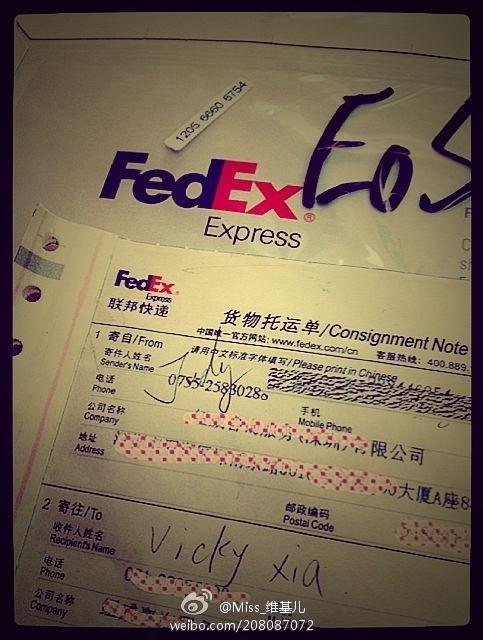 1205 6660 6754
EoS
FedEx®
Express
FedEx
Express
联邦快递
货物托运单/Consignment Note
中国唯一官方网站: www.fedex.com/cn 客服热线: 400.889.
请用中文标准字体填写/Please print in Chinese
1 寄自/From
寄件人姓名
Sender's Name
Judy
电话
Phone
0755-25830286
手机
Mobile Phone
公司名称
Company
有限公司
地址
Address
大厦A座8
邮政编码
Postal Code
2 寄往/To
收件人姓名
Recipient's Name
Vicky xia
电话
Phone
公司名称
Company
@Miss_维基儿
weibo.com/208087072